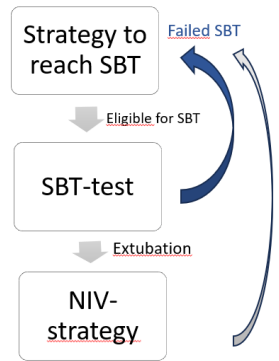 Strategy to
reach SBT
Failed SBT
Eligible for SBT
SBT-test
Extubation
NIV-
strategy